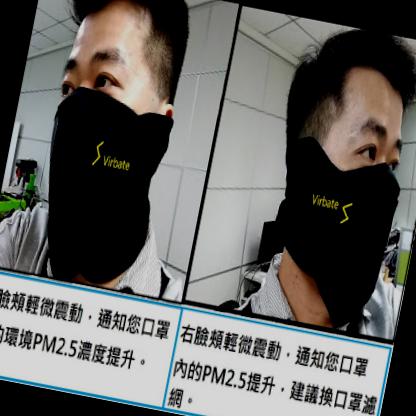 Virbate
Virbate
臉頰輕微震動，通知您口罩
環境PM2.5濃度提升。
右臉頰輕微震動，通知您口罩
內的PM2.5提升，建議換口罩濾
網。